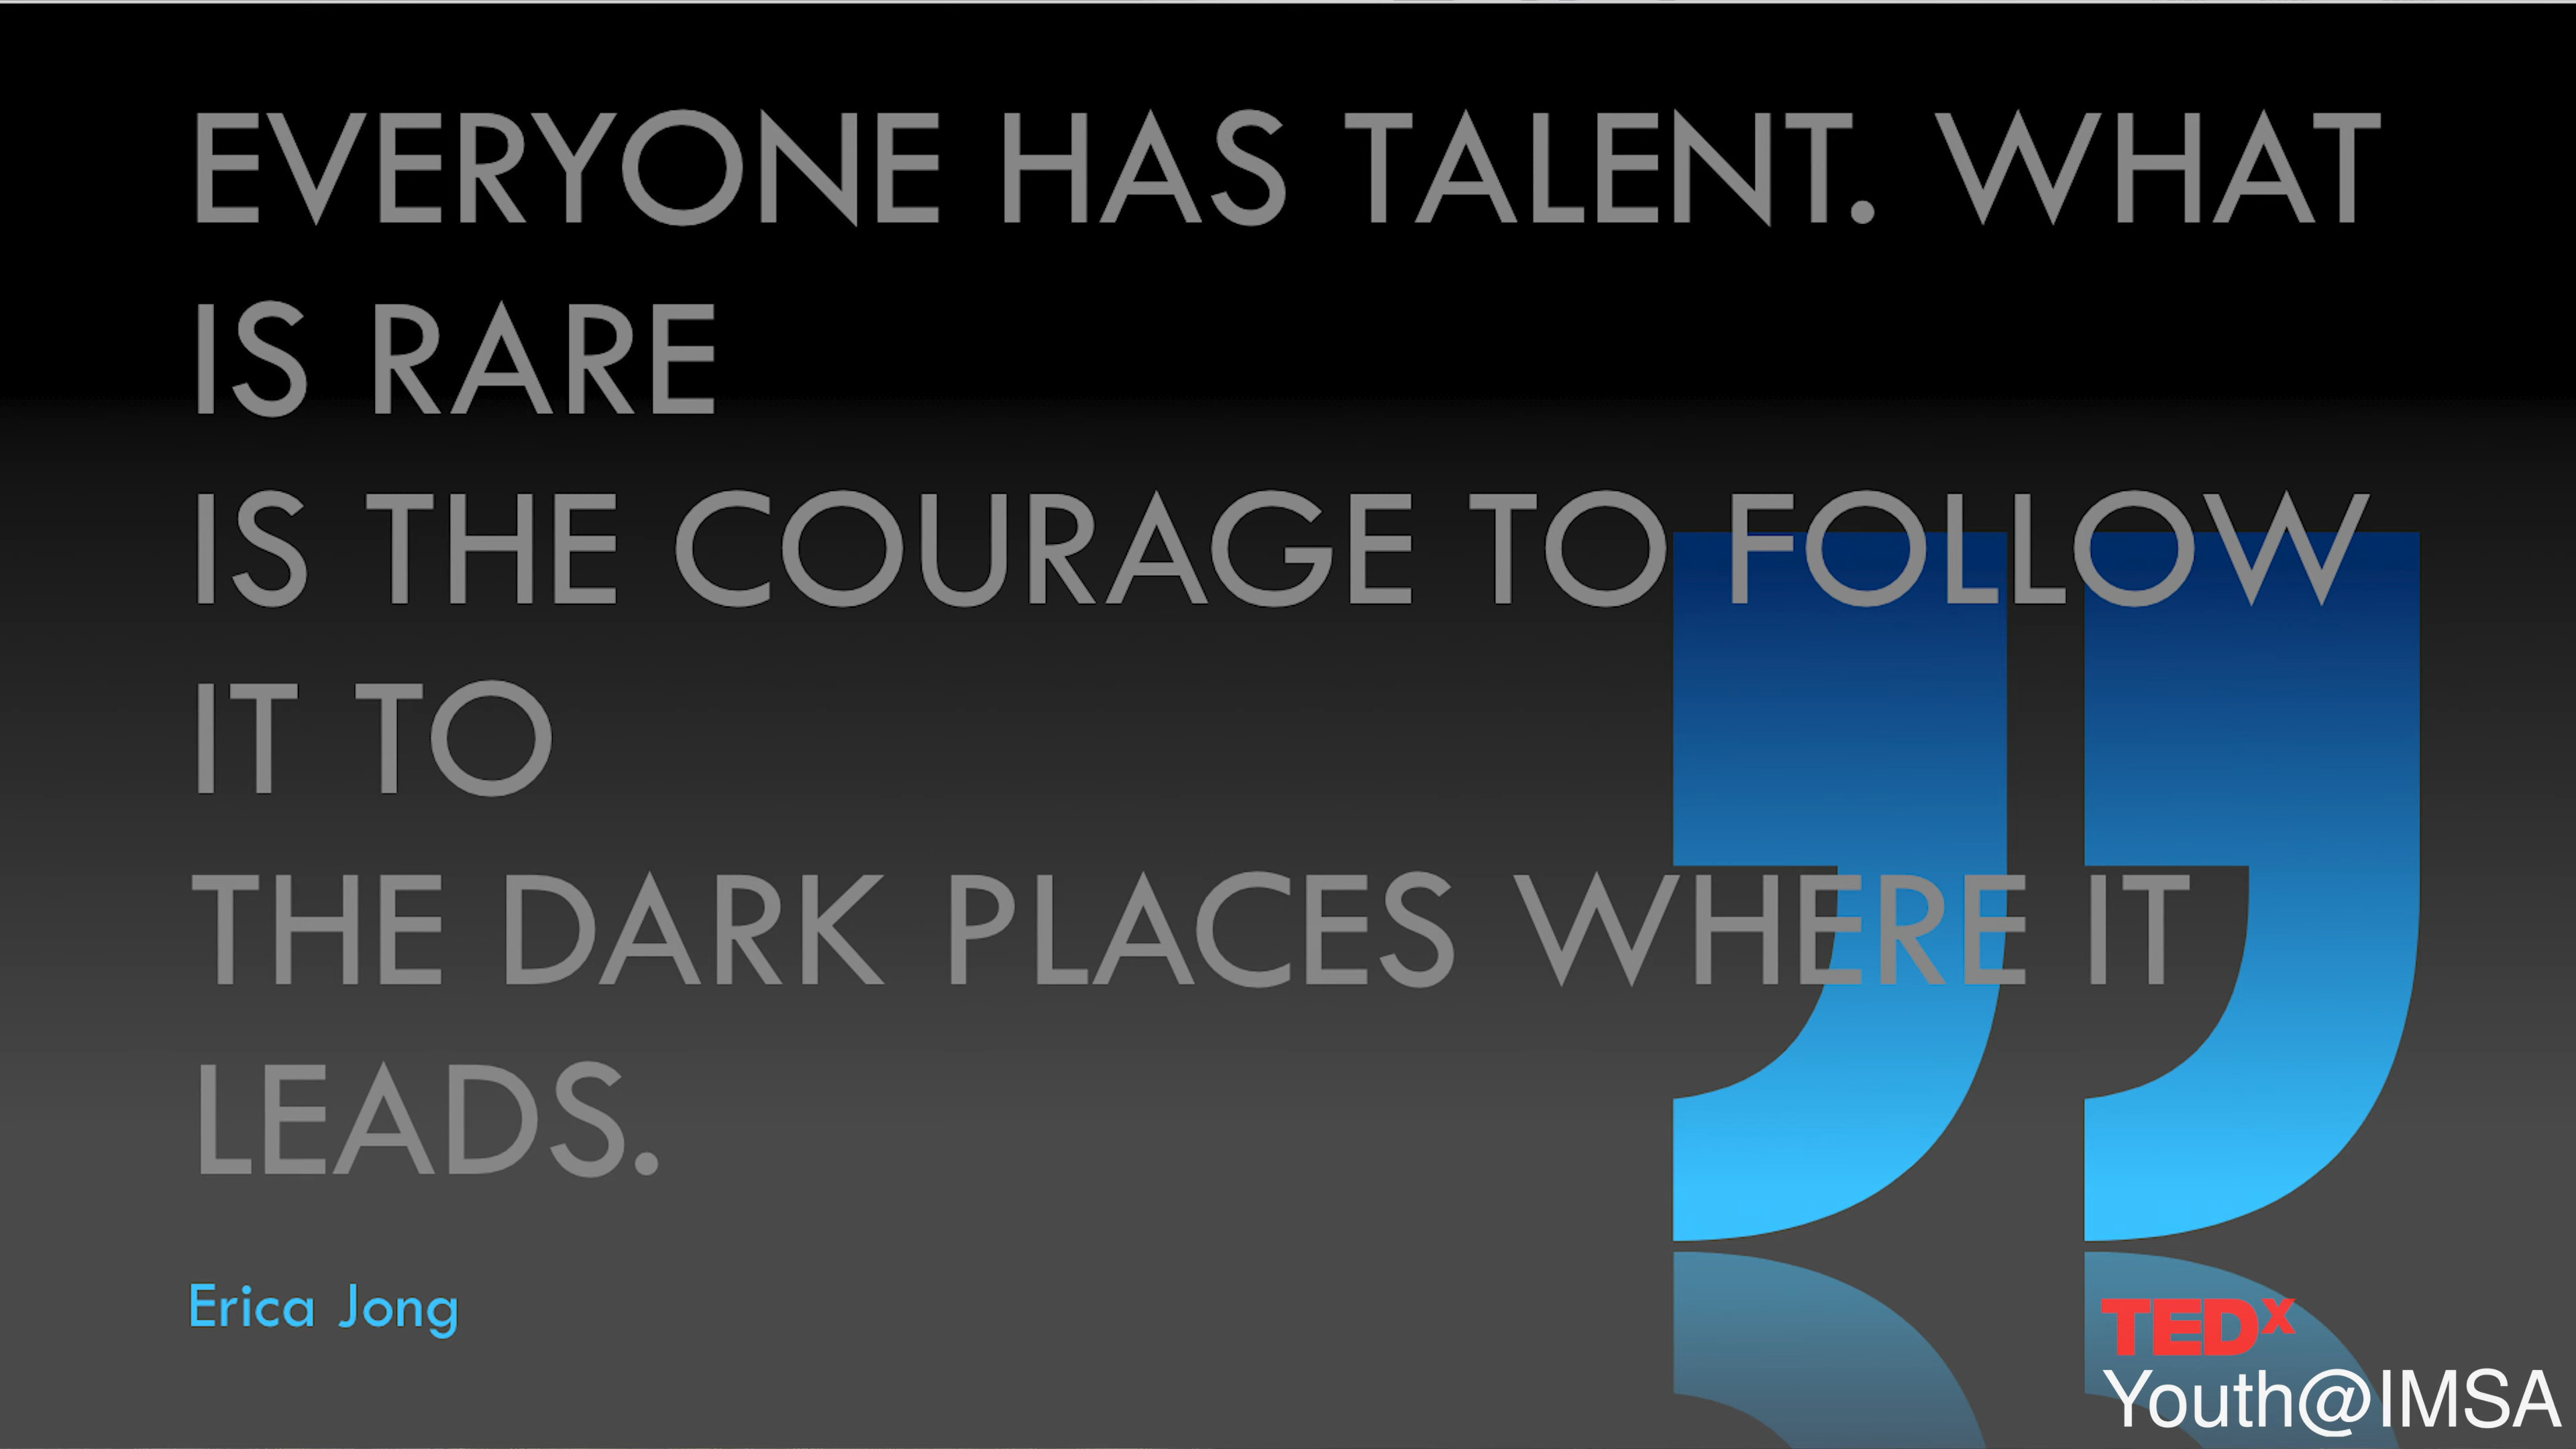 EVERYONE HAS TALENT. WHAT
IS RARE
IS THE COURAGE TO FOLLOW
IT TO
THE DARK PLACES WHERE IT
LEADS.
Erica Jong
TEDx
Youth@IMSA